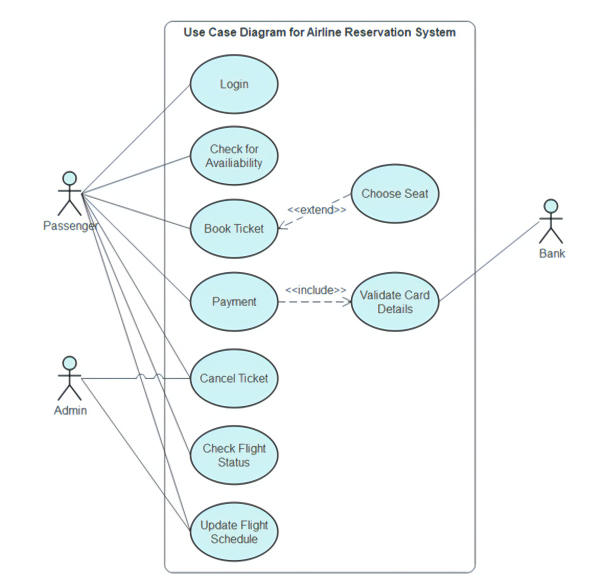 Use Case Diagram for Airline Reservation System
Login
Check for
Availiability
Choose Seat
<<extend>>
Passenger
Book Ticket
Bank
<<include>>
Payment
Validate Card
Details
Cancel Ticket
Admin
Check Flight
Status
Update Flight
Schedule